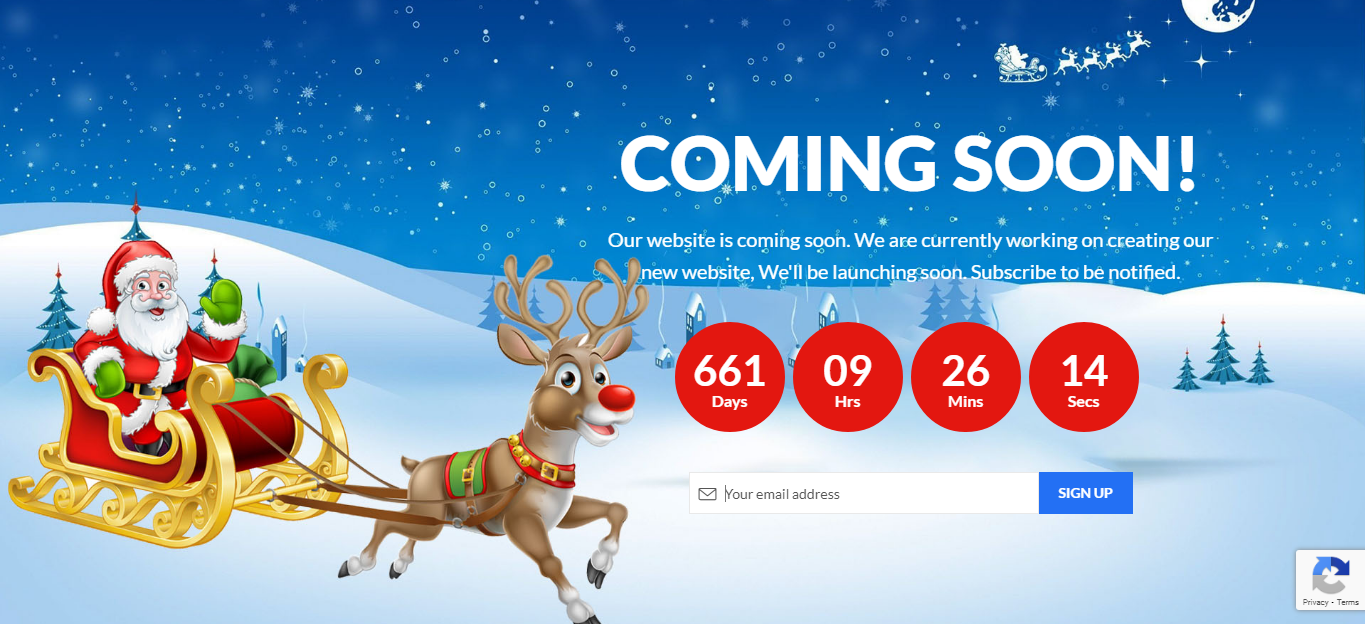 COMING SOON!
Our website is coming soon. We are currently working on creating our
new website, We'll be launching soon. Subscribe to be notified.
661 09 26 14
Days Hrs Mins Secs
Your email address SIGN UP
Privacy - Terms